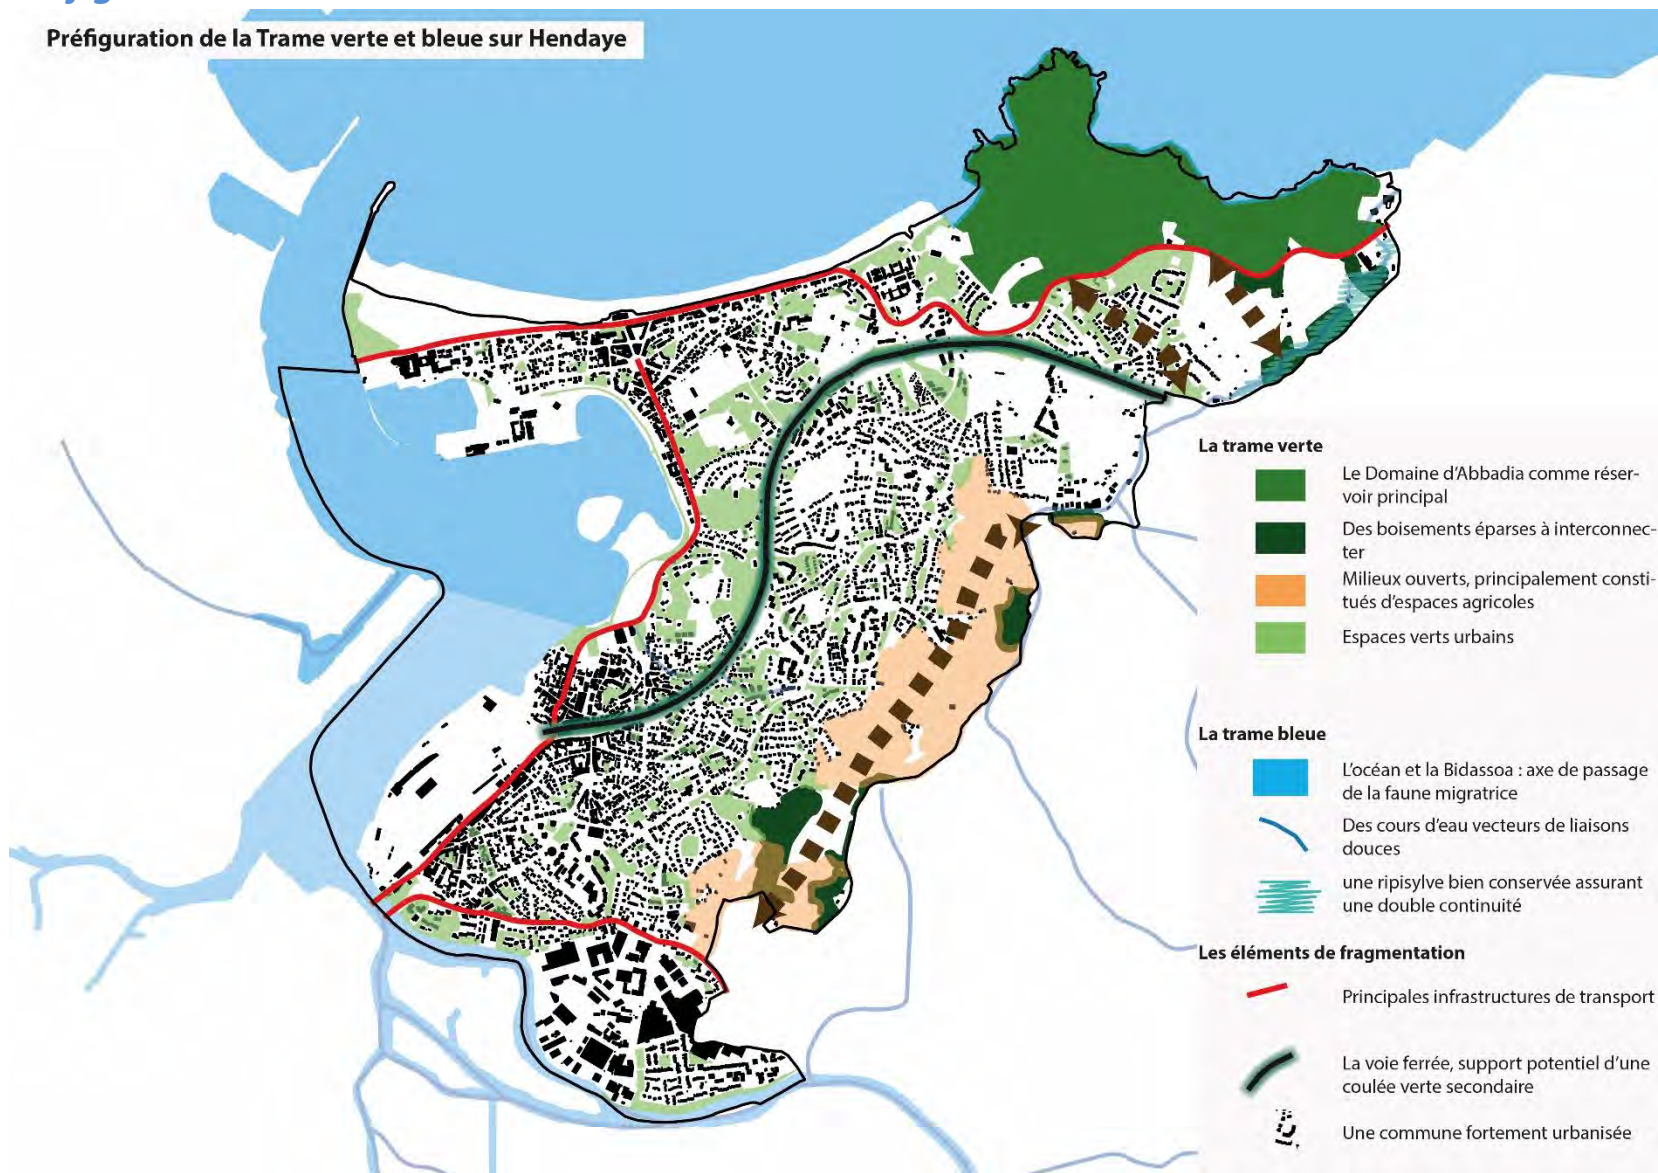 Préfiguration de la Trame verte et bleue sur Hendaye
La trame verte
Le Domaine d'Abbadia comme réser-
voir principal
Des boisements éparses à interconnec-
ter
Milieux ouverts, principalement consti-
tués d'espaces agricoles
Espaces verts urbains
La trame bleue
L'océan et la Bidassoa : axe de passage
de la faune migratrice
Des cours d'eau vecteurs de liaisons
douces
une ripisylve bien conservée assurant
une double continuité
Les éléments de fragmentation
Principales infrastructures de transport
La voie ferrée, support potentiel d'une
coulée verte secondaire
Une commune fortement urbanisée